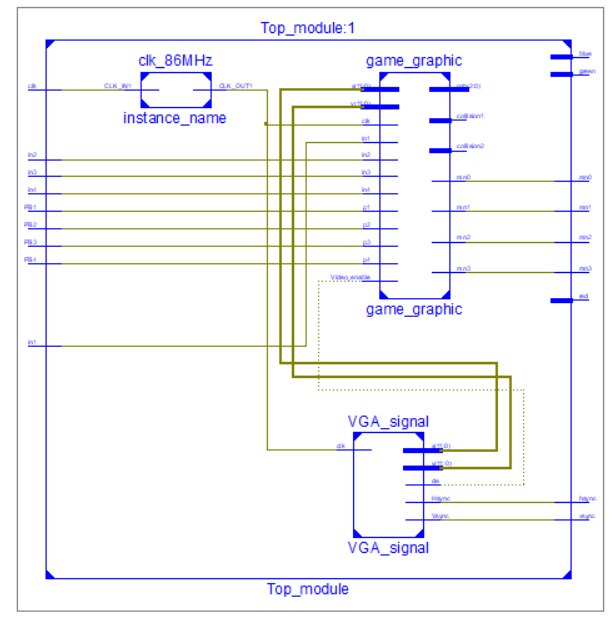 Top_module:1
clk_86MHz
game_graphic
blue
green
clk
CLK_IN1
CLK_OUT1
x(11:0)
y(11:0)
clk
collision1
instance_name
in1
collision2
in2
in2
in3
in3
in4
in4
mn0
mn0
PB1
p1
mn1
mn1
PB2
p2
PB3
p3
mn2
mn2
PB4
p4
mn3
mn3
Video_enable
red
game_graphic
in1
VGA_signal
clk
x(11:0)
y(11:0)
de
Hsync
hsync
Vsync
vsync
VGA_signal
Top_module